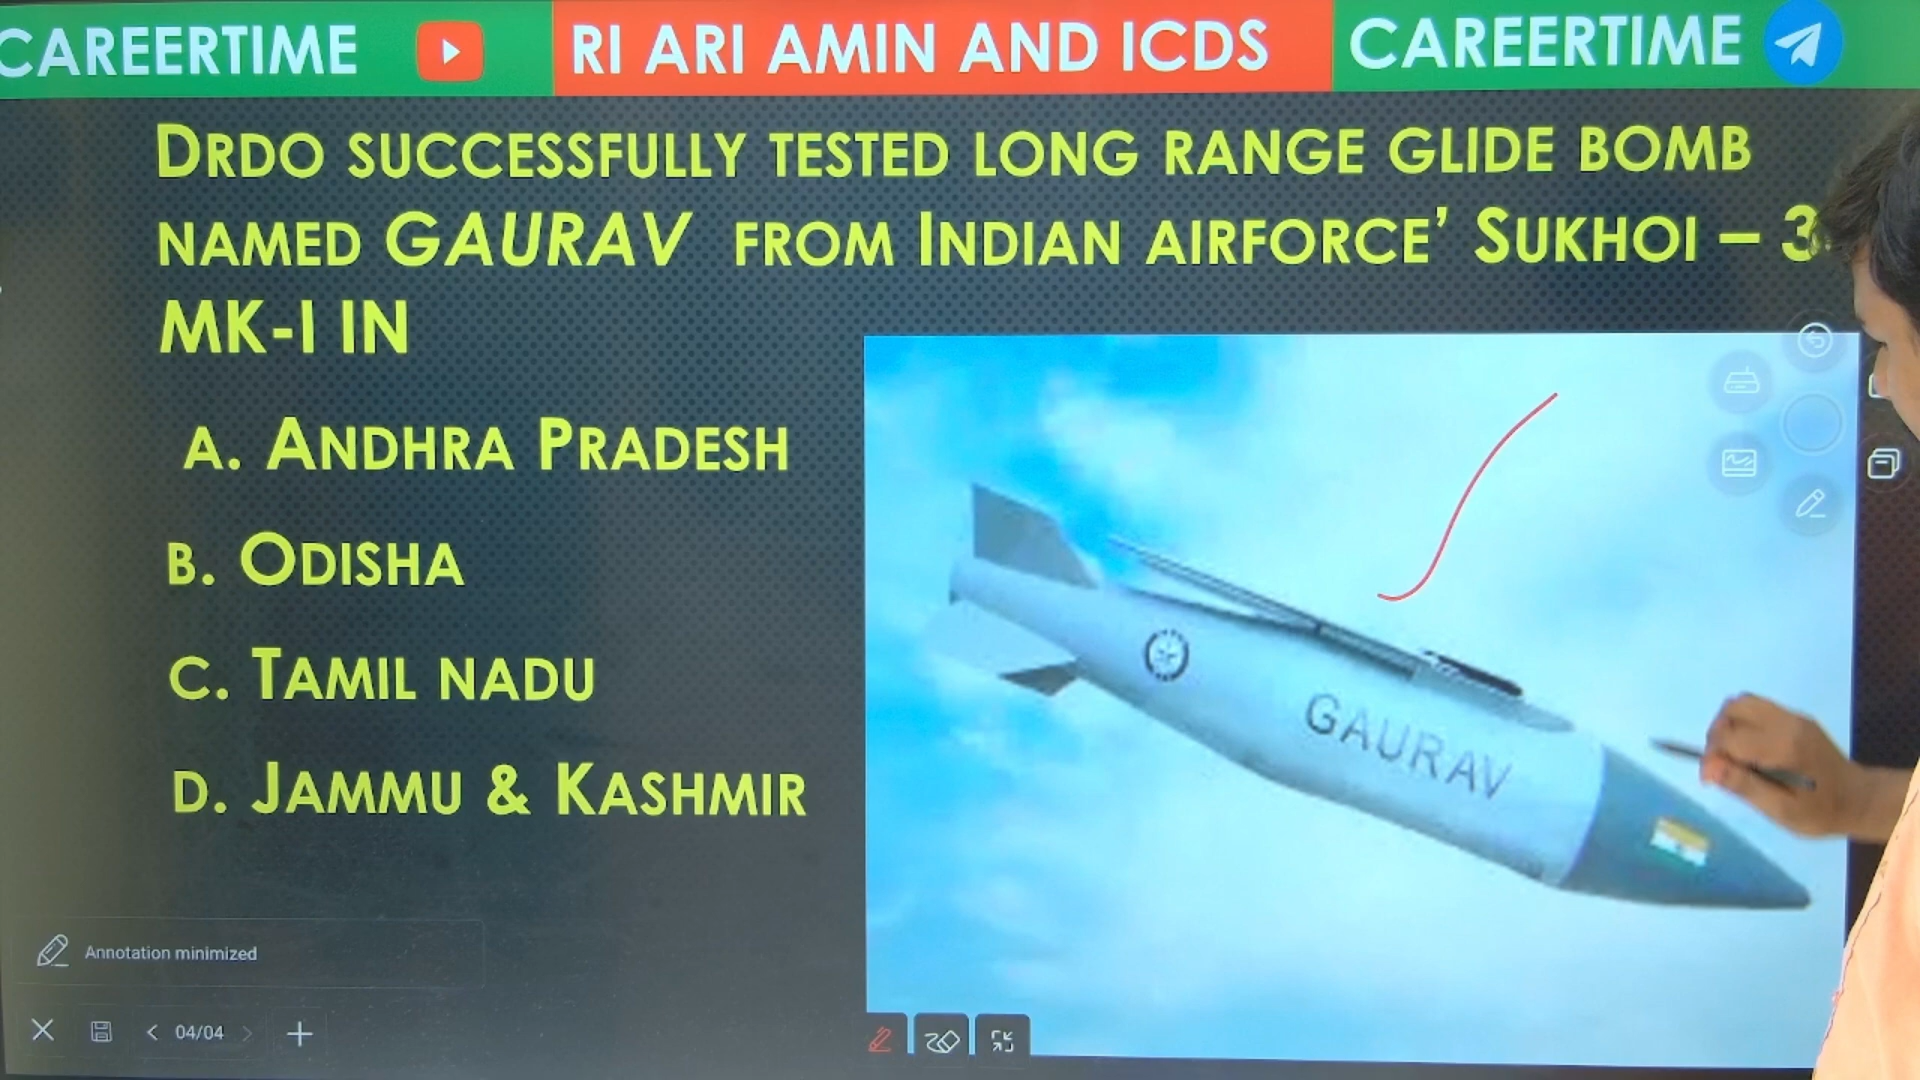 CAREERTIME RI ARI AMIN AND ICDS CAREERTIME
DRDO SUCCESSFULLY TESTED LONG RANGE GLIDE BOMB
NAMED GAURAV FROM INDIAN AIRFORCE' SUKHOI – 3
MK-I IN
A. ANDHRA PRADESH
B. ODISHA
C. TAMIL NADU
D. JAMMU & KASHMIR
GAURAV
Annotation minimized
04/04